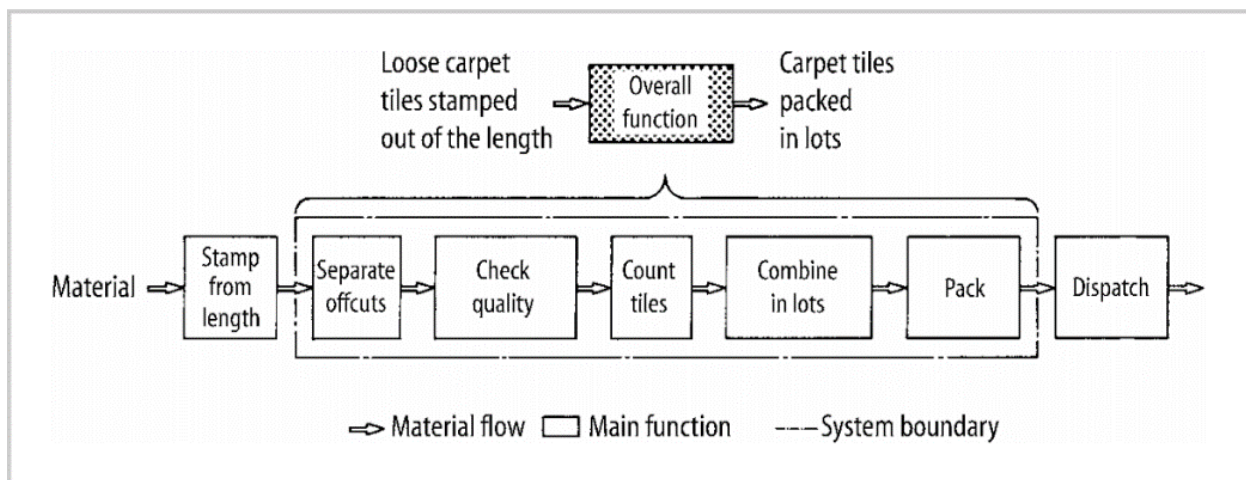 Loose carpet
tiles stamped
out of the length
Overall
function
Carpet tiles
packed
in lots
Material
Stamp
from
length
Separate
offcuts
Check
quality
Count
tiles
Combine
in lots
Pack
Dispatch
Material flow
Main function
System boundary